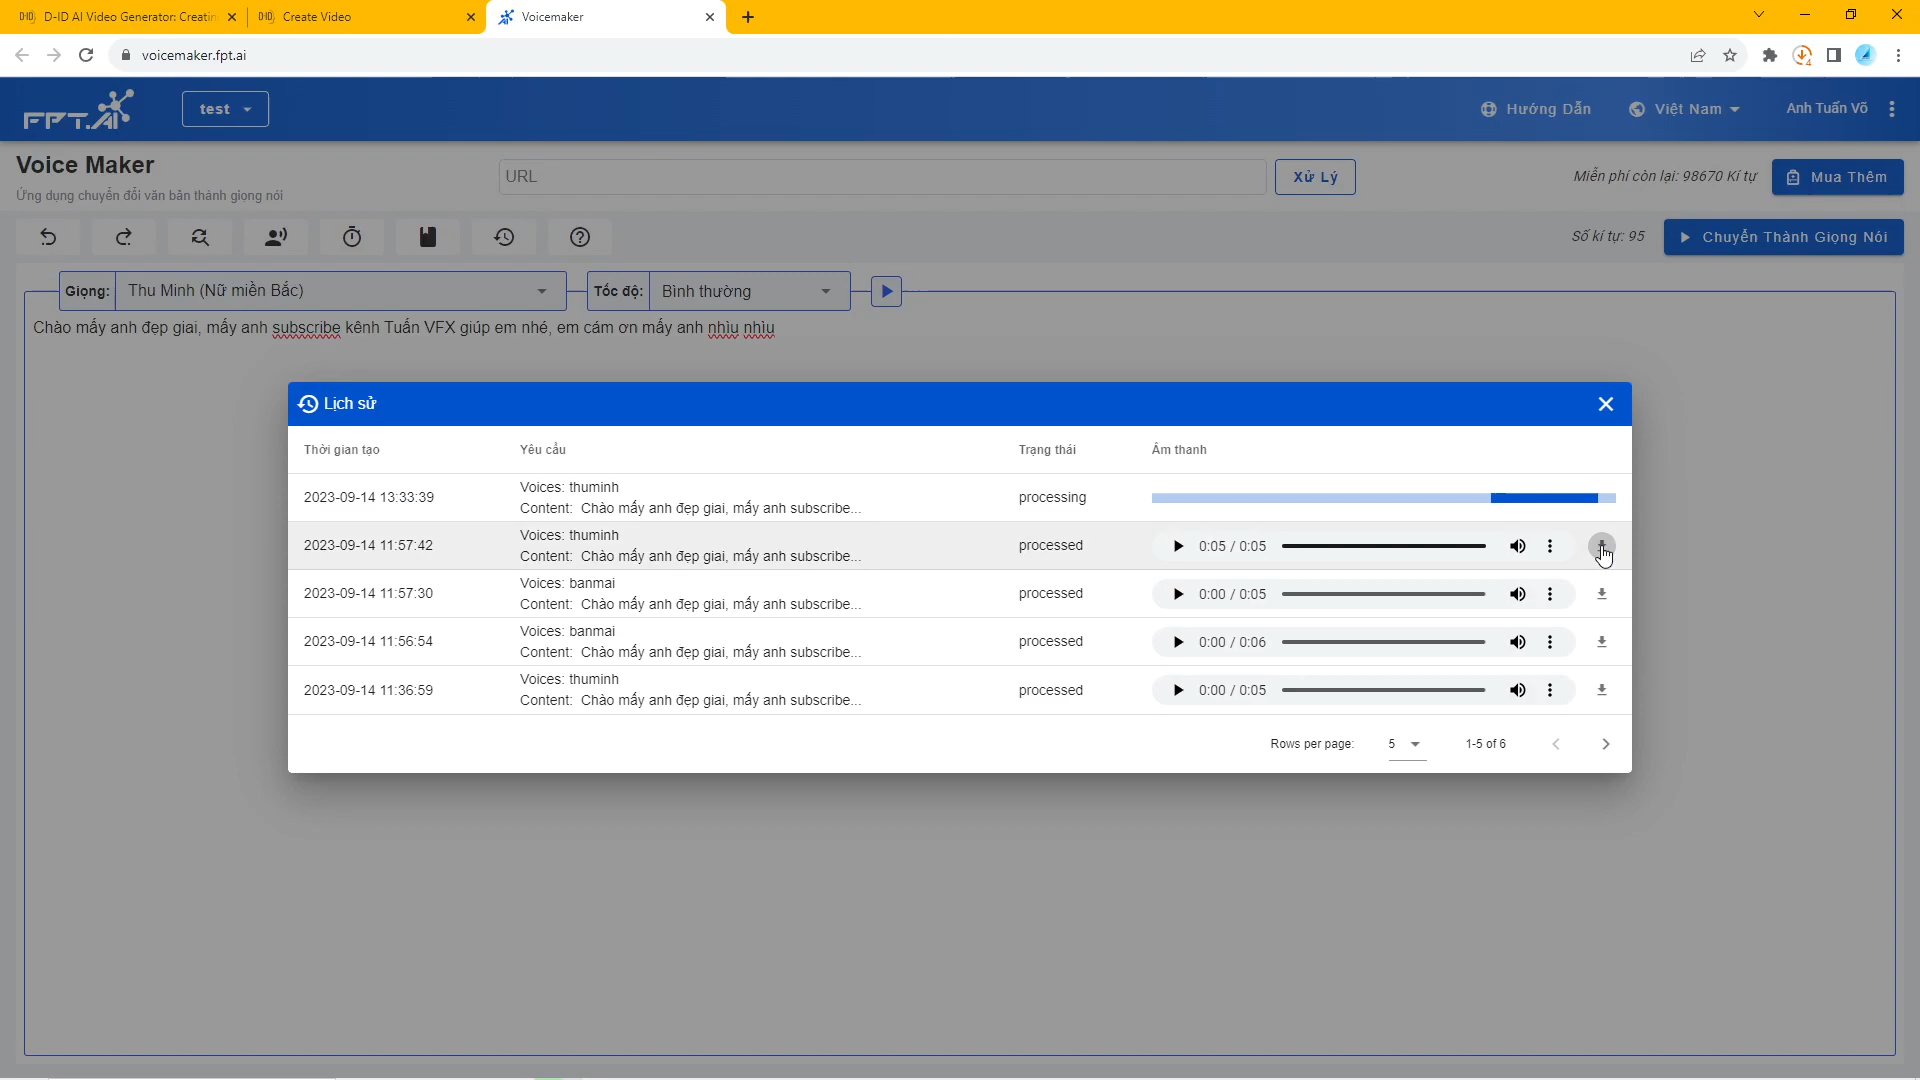 D-ID AI Video Generator: Creatin
Create Video
Voicemaker
voicemaker.fpt.ai
4
FPT.AI
test
Hướng Dẫn
Việt Nam
Anh Tuấn Võ
Voice Maker
Ứng dụng chuyển đổi văn bản thành giọng nói
URL
Xử Lý
Miễn phí còn lại: 98670 Kí tự
Mua Thêm
Số kí tự: 95
Chuyển Thành Giọng Nói
Giọng:
Thu Minh (Nữ miền Bắc)
Tốc độ:
Bình thường
Chào mấy anh đẹp giai, mấy anh subscribe kênh Tuấn VFX giúp em nhé, em cám ơn mấy anh nhìu nhìu
Lịch sử
Thời gian tạo
Yêu cầu
Trạng thái
Âm thanh
2023-09-14 13:33:39
Voices: thuminh
Content: Chào mấy anh đẹp giai, mấy anh subscribe...
processing
2023-09-14 11:57:42
Voices: thuminh
Content: Chào mấy anh đẹp giai, mấy anh subscribe...
processed
0:05 / 0:05
2023-09-14 11:57:30
Voices: banmai
Content: Chào mấy anh đẹp giai, mấy anh subscribe...
processed
0:00 / 0:05
2023-09-14 11:56:54
Voices: banmai
Content: Chào mấy anh đẹp giai, mấy anh subscribe...
processed
0:00 / 0:06
2023-09-14 11:36:59
Voices: thuminh
Content: Chào mấy anh đẹp giai, mấy anh subscribe...
processed
0:00 / 0:05
Rows per page:
5
1-5 of 6